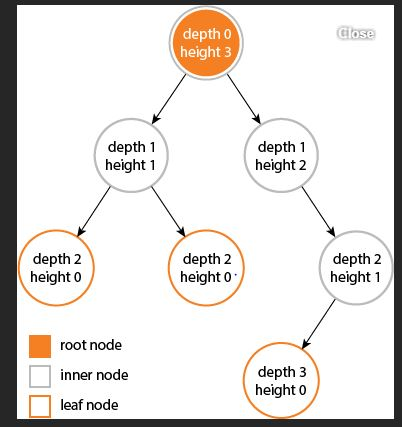 depth 0
height 3
Close
depth 1
height 1
depth 1
height 2
depth 2
height 0
depth 2
height 0
depth 2
height 1
depth 3
height 0
root node
inner node
leaf node